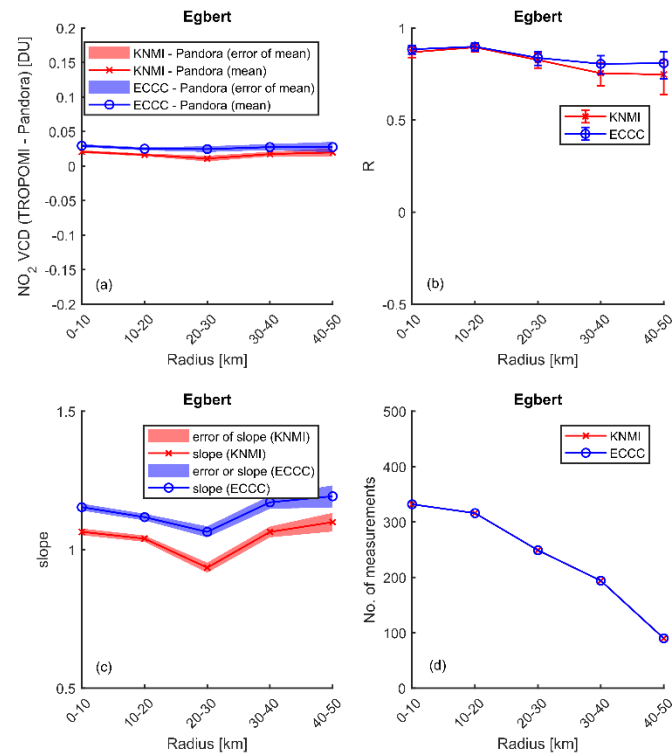 Egbert
0.2
0.15
0.1
0.05
0
-0.05
-0.1
-0.15
-0.2
NO2 VCD (TROPOMI - Pandora) [DU]
KNMI - Pandora (error of mean)
KNMI - Pandora (mean)
ECCC - Pandora (error of mean)
ECCC - Pandora (mean)
(a)
0-10
10-20
20-30
30-40
40-50
Radius [km]
Egbert
1
0.5
0
-0.5
R
KNMI
ECCC
(b)
0-10
10-20
20-30
30-40
40-50
Radius [km]
Egbert
1.5
1
0.5
slope
error of slope (KNMI)
slope (KNMI)
error or slope (ECCC)
slope (ECCC)
(c)
0-10
10-20
20-30
30-40
40-50
Radius [km]
Egbert
500
400
300
200
100
0
No. of measurements
KNMI
ECCC
(d)
0-10
10-20
20-30
30-40
40-50
Radius [km]